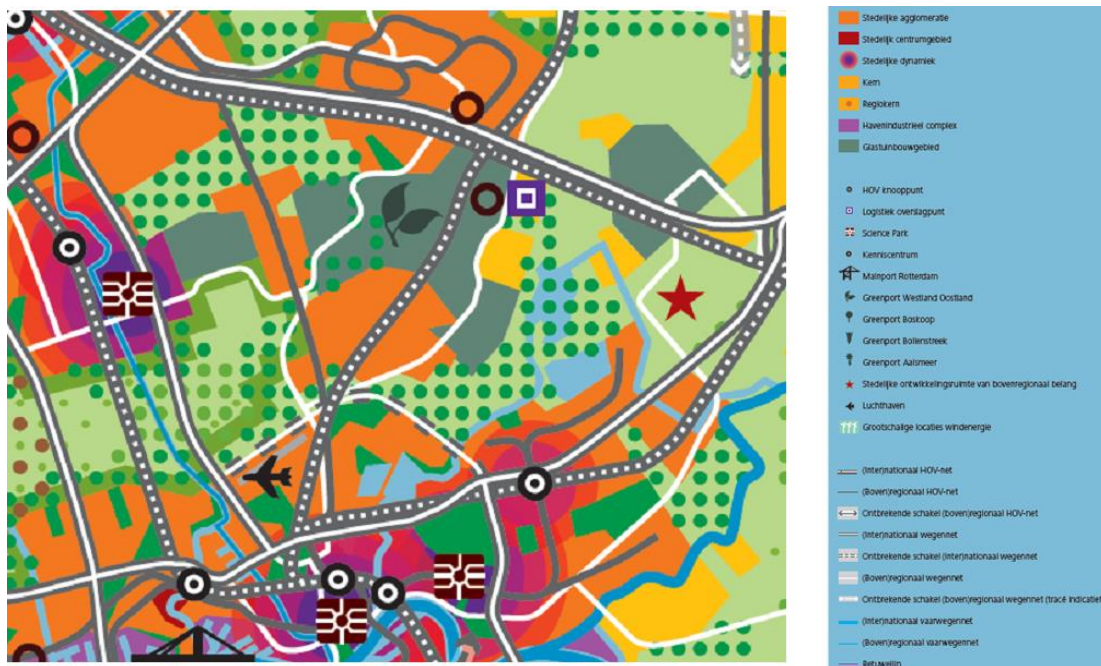 Stedelijke agglomeratie
Stedelijk centrumgebied
Stedelijke dynamiek
Kern
Regiokern
Havenindustrieel complex
Glastuinbouwgebied
HOV knooppunt
Logistiek overslagpunt
Science Park
Kenniscentrum
Mainport Rotterdam
Greenport Westland Oostland
Greenport Boskoop
Greenport Bollenstreek
Greenport Aalsmeer
Stedelijke ontwikkelingsruimte van bovenregionaal belang
Luchthaven
Grootschalige locaties windenergie
(Inter)nationaal HOV-net
(Boven)regionaal HOV-net
Ontbrekende schakel (boven)regionaal HOV-net
(Inter)nationaal wegennet
Ontbrekende schakel (inter)nationaal wegennet
(Boven)regionaal wegennet
Ontbrekende schakel (boven)regionaal wegennet (tracé indicatief
(Inter)nationaal vaarwegennet
(Boven)regionaal vaarwegennet
Betuwelijn